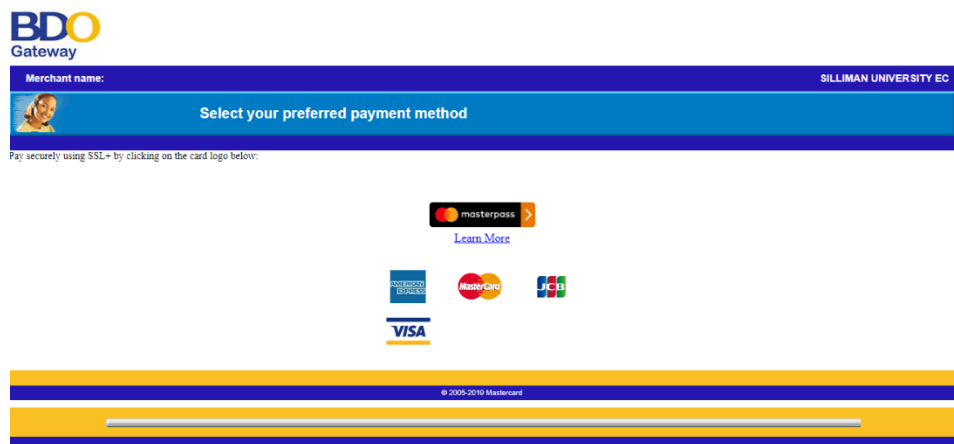 BDO
Gateway
Merchant name: SILLIMAN UNIVERSITY EC
Select your preferred payment method
Pay securely using SSL+ by clicking on the card logo below:
masterpass
Learn More
AMERICAN EXPRESS MasterCard JCB
VISA
© 2005-2019 Mastercard